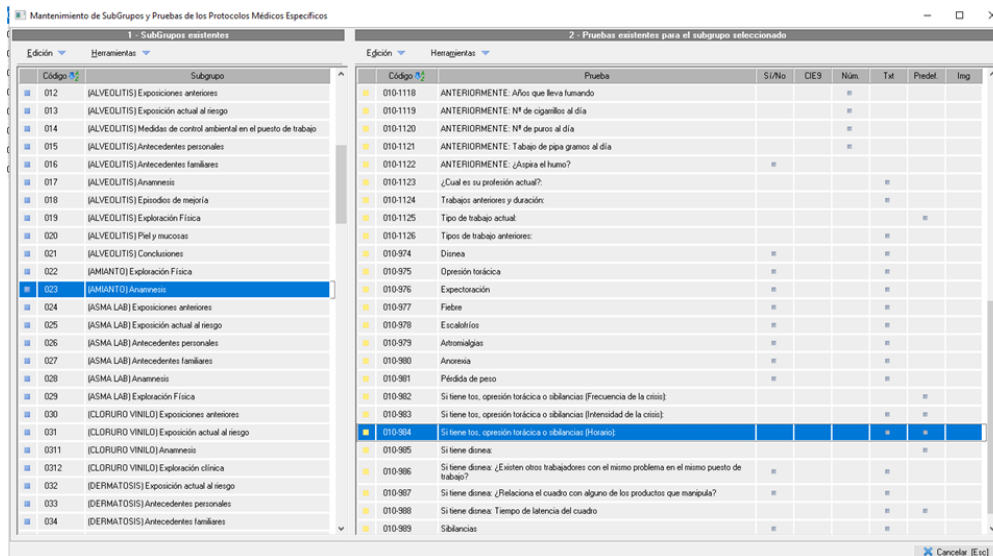 Mantenimiento de SubGrupos y Pruebas de los Protocolos Médicos Específicos
1 - SubGrupos existentes
Edición Herramientas
Código Subgrupo
012 (ALVEOLITIS) Exposiciones anteriores
013 (ALVEOLITIS) Exposición actual al riesgo
014 (ALVEOLITIS) Medidas de control ambiental en el puesto de trabajo
015 (ALVEOLITIS) Antecedentes personales
016 (ALVEOLITIS) Antecedentes familiares
017 (ALVEOLITIS) Anamnesis
018 (ALVEOLITIS) Episodios de mejoría
019 (ALVEOLITIS) Exploración Física
020 (ALVEOLITIS) Piel y mucosas
021 (ALVEOLITIS) Conclusiones
022 (AMIANTO) Exploración Física
023 (AMIANTO) Anamnesis
024 (ASMA LAB) Exposiciones anteriores
025 (ASMA LAB) Exposición actual al riesgo
026 (ASMA LAB) Antecedentes personales
027 (ASMA LAB) Antecedentes familiares
028 (ASMA LAB) Anamnesis
029 (ASMA LAB) Exploración Física
030 (CLORURO VINILO) Exposiciones anteriores
031 (CLORURO VINILO) Exposición actual al riesgo
0311 (CLORURO VINILO) Anamnesis
0312 (CLORURO VINILO) Exploración clínica
032 (DERMATOSIS) Exposición actual al riesgo
033 (DERMATOSIS) Antecedentes personales
034 (DERMATOSIS) Antecedentes familiares
2 - Pruebas existentes para el subgrupo seleccionado
Edición Herramientas
Código Prueba Sí/No CIE9 Núm. Txt Predef. Img
010-1118 ANTERIORMENTE: Años que lleva fumando
010-1119 ANTERIORMENTE: Nº de cigarrillos al día
010-1120 ANTERIORMENTE: Nº de puros al día
010-1121 ANTERIORMENTE: Tabajo de pipa gramos al día
010-1122 ANTERIORMENTE: ¿Aspira el humo?
010-1123 ¿Cual es su profesión actual?:
010-1124 Trabajos anteriores y duración:
010-1125 Tipo de trabajo actual:
010-1126 Tipos de trabajo anteriores:
010-974 Disnea
010-975 Opresión torácica
010-976 Expectoración
010-977 Fiebre
010-978 Escalofríos
010-979 Artromialgias
010-980 Anorexia
010-981 Pérdida de peso
010-982 Si tiene tos, opresión torácica o sibilancias (Frecuencia de la crisis):
010-983 Si tiene tos, opresión torácica o sibilancias (Intensidad de la crisis):
010-984 Si tiene tos, opresión torácica o sibilancias (Horario):
010-985 Si tiene disnea:
010-986 Si tiene disnea: ¿Existen otros trabajadores con el mismo problema en el mismo puesto de
trabajo?
010-987 Si tiene disnea: ¿Relaciona el cuadro con alguno de los productos que manipula?
010-988 Si tiene disnea: Tiempo de latencia del cuadro
010-989 Sibilancias
Cancelar (Esc)